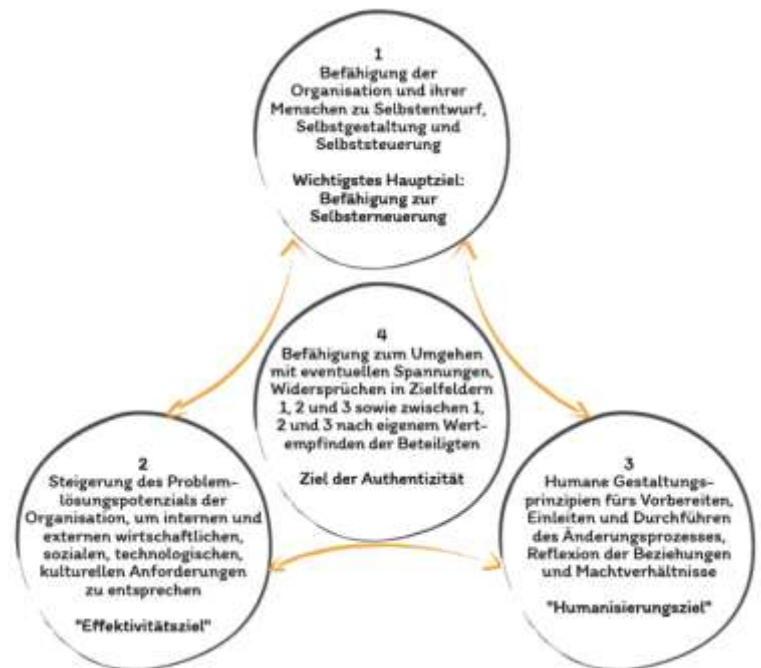 1
Befähigung der
Organisation und ihrer
Menschen zu Selbstentwurf,
Selbstgestaltung und
Selbststeuerung
Wichtigstes Hauptziel:
Befähigung zur
Selbsterneuerung
4
Befähigung zum Umgehen
mit eventuellen Spannungen,
Widersprüchen in Zielfeldern
1, 2 und 3 sowie zwischen 1,
2 und 3 nach eigenem Wert-
empfinden der Beteiligten
Ziel der Authentizität
2
Steigerung des Problem-
lösungspotenzials der
Organisation, um internen und
externen wirtschaftlichen,
sozialen, technologischen,
kulturellen Anforderungen
zu entsprechen
"Effektivitätsziel"
3
Humane Gestaltungs-
prinzipien fürs Vorbereiten,
Einleiten und Durchführen
des Änderungsprozesses,
Reflexion der Beziehungen
und Machtverhältnisse
"Humanisierungsziel"